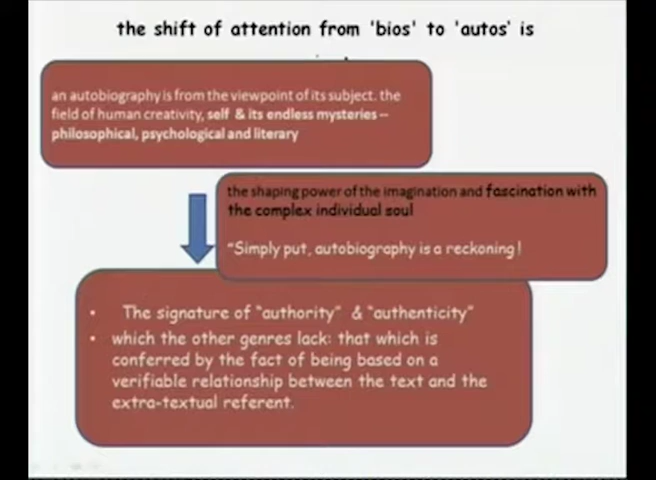 the shift of attention from 'bios' to 'autos' is
an autobiography is from the viewpoint of its subject. the
field of human creativity, self & its endless mysteries –
philosophical, psychological and literary
the shaping power of the imagination and fascination with
the complex individual soul
"Simply put, autobiography is a reckoning!
• The signature of "authority" & "authenticity"
• which the other genres lack: that which is
conferred by the fact of being based on a
verifiable relationship between the text and the
extra-textual referent.